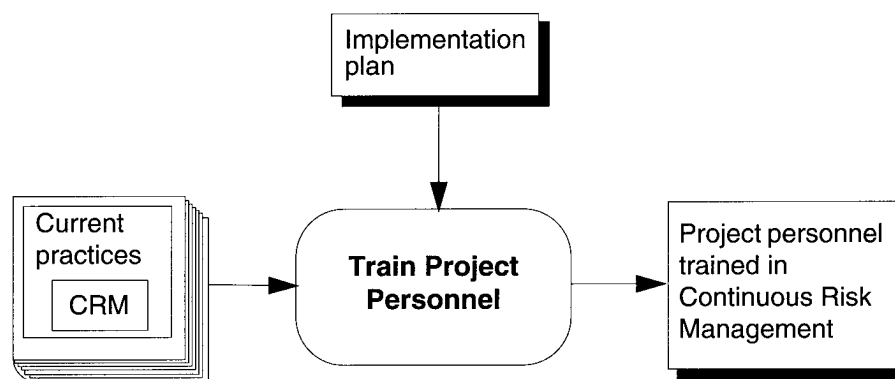 Implementation
plan
Current
practices
CRM
Train Project
Personnel
Project personnel
trained in
Continuous Risk
Management